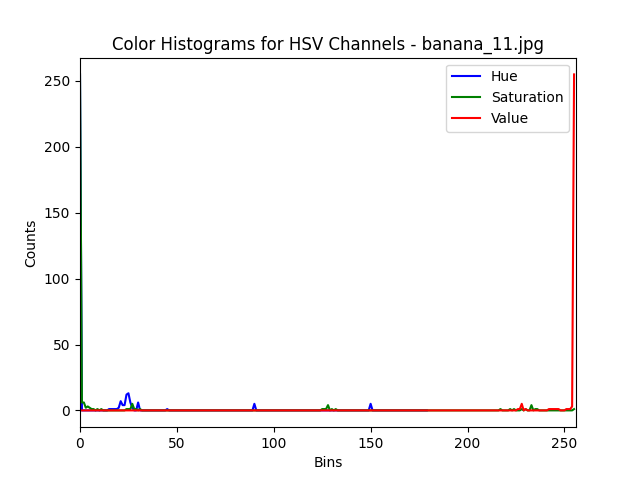 Color Histograms for HSV Channels - banana_11.jpg
Hue
Saturation
Value
Counts
250
200
150
100
50
0
0 50 100 150 200 250
Bins